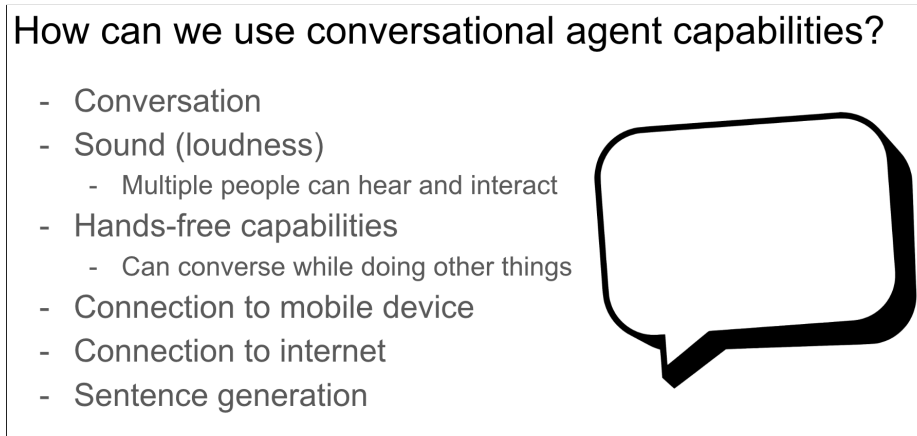 How can we use conversational agent capabilities?
- Conversation
- Sound (loudness)
- Multiple people can hear and interact
- Hands-free capabilities
- Can converse while doing other things
- Connection to mobile device
- Connection to internet
- Sentence generation